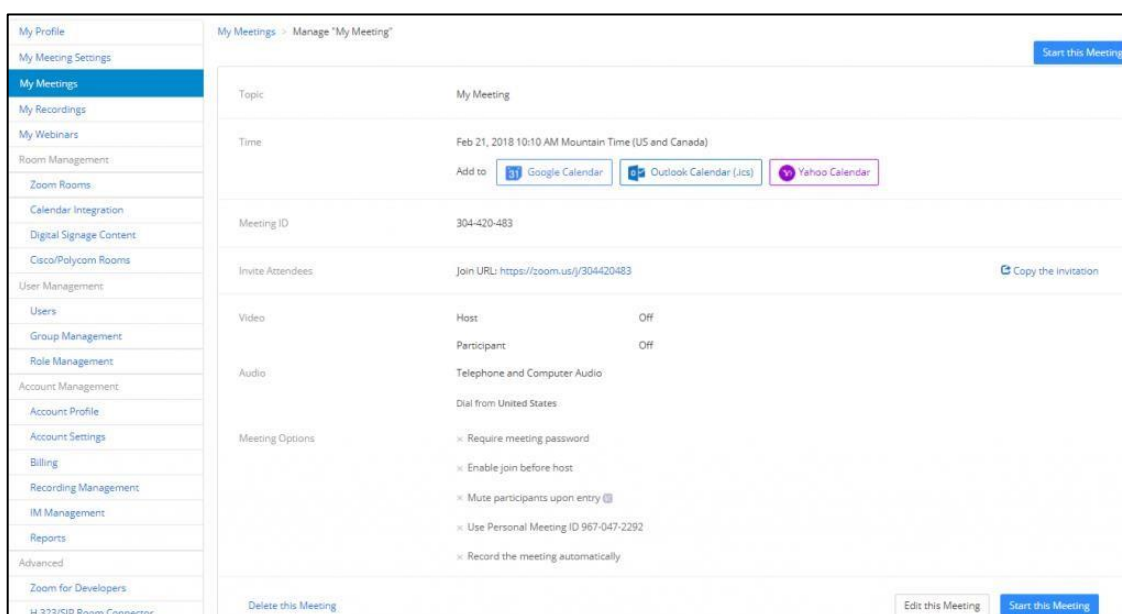 My Profile
My Meeting Settings
My Meetings
My Recordings
My Webinars
Room Management
Zoom Rooms
Calendar Integration
Digital Signage Content
Cisco/Polycom Rooms
User Management
Users
Group Management
Role Management
Account Management
Account Profile
Account Settings
Billing
Recording Management
IM Management
Reports
Advanced
Zoom for Developers
H.323/SIP Room Connector
My Meetings > Manage "My Meeting"
Start this Meeting
Topic My Meeting
Time Feb 21, 2018 10:10 AM Mountain Time (US and Canada)
Add to 31 Google Calendar Outlook Calendar (.ics) Yahoo Calendar
Meeting ID 304-420-483
Invite Attendees Join URL: https://zoom.us/j/304420483 Copy the invitation
Video Host Off
Participant Off
Audio Telephone and Computer Audio
Dial from United States
Meeting Options × Require meeting password
× Enable join before host
× Mute participants upon entry
× Use Personal Meeting ID 967-047-2292
× Record the meeting automatically
Delete this Meeting Edit this Meeting Start this Meeting